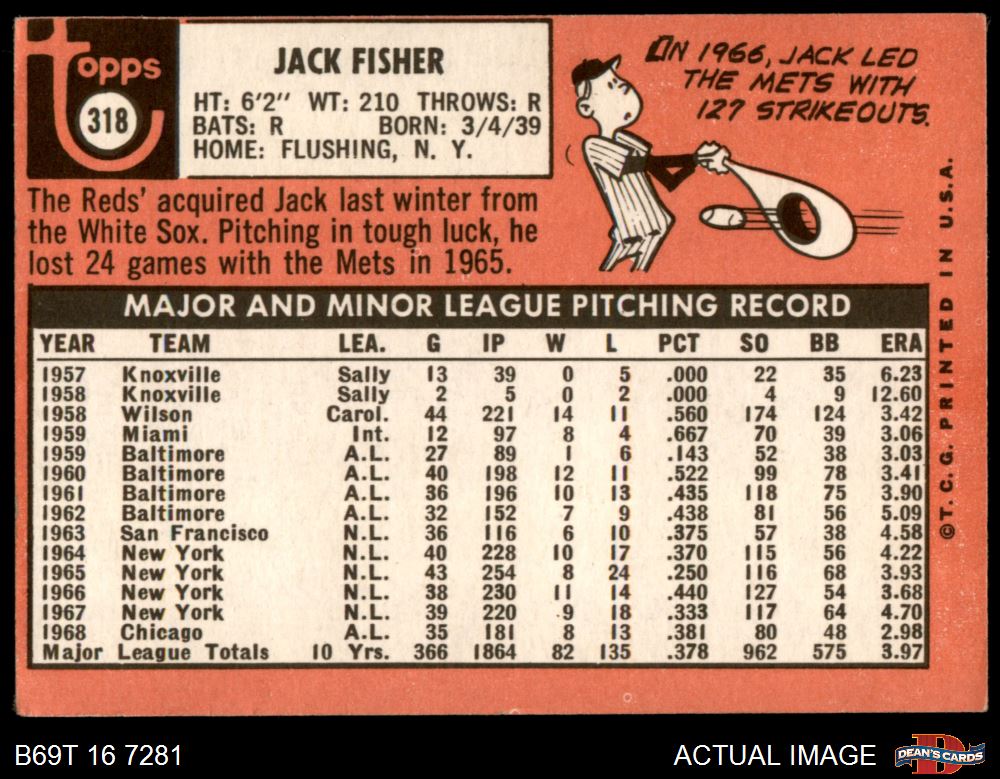 topps
318
JACK FISHER
HT: 6'2" WT: 210 THROWS: R
BATS: R BORN: 3/4/39
HOME: FLUSHING, N. Y.
IN 1966, JACK LED
THE METS WITH
127 STRIKEOUTS.
The Reds' acquired Jack last winter from
the White Sox. Pitching in tough luck, he
lost 24 games with the Mets in 1965.
MAJOR AND MINOR LEAGUE PITCHING RECORD
YEAR TEAM LEA. G IP W L PCT SO BB ERA
1957 Knoxville Sally 13 39 0 5 .000 22 35 6.23
1958 Knoxville Sally 2 5 0 2 .000 4 9 12.60
1958 Wilson Carol. 44 221 14 11 .560 174 124 3.42
1959 Miami Int. 12 97 8 4 .667 70 39 3.06
1959 Baltimore A.L. 27 89 1 6 .143 52 38 3.03
1960 Baltimore A.L. 40 198 12 11 .522 99 78 3.41
1961 Baltimore A.L. 36 196 10 13 .435 118 75 3.90
1962 Baltimore A.L. 32 152 7 9 .438 81 56 5.09
1963 San Francisco N.L. 36 116 6 10 .375 57 38 4.58
1964 New York N.L. 40 228 10 17 .370 115 56 4.22
1965 New York N.L. 43 254 8 24 .250 116 68 3.93
1966 New York N.L. 38 230 11 14 .440 127 54 3.68
1967 New York N.L. 39 220 9 18 .333 117 64 4.70
1968 Chicago A.L. 35 181 8 13 .381 80 48 2.98
Major League Totals 10 Yrs. 366 1864 82 135 .378 962 575 3.97
©T.C.G. PRINTED IN U.S.A.
B69T 16 7281
ACTUAL IMAGE
DEAN'S CARDS